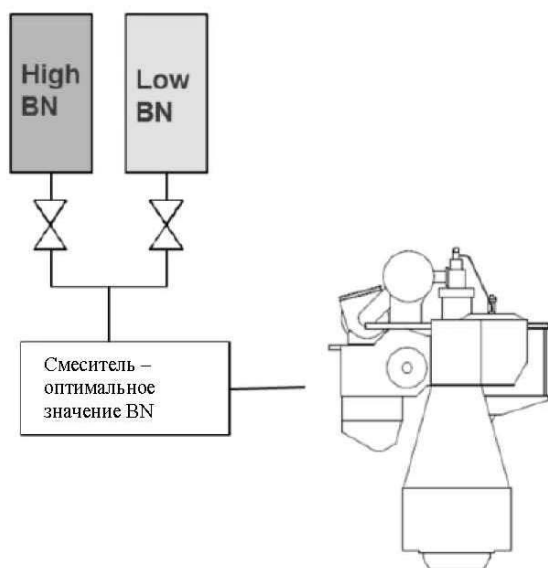 High
BN
Low
BN
Смеситель –
оптимальное
значение BN